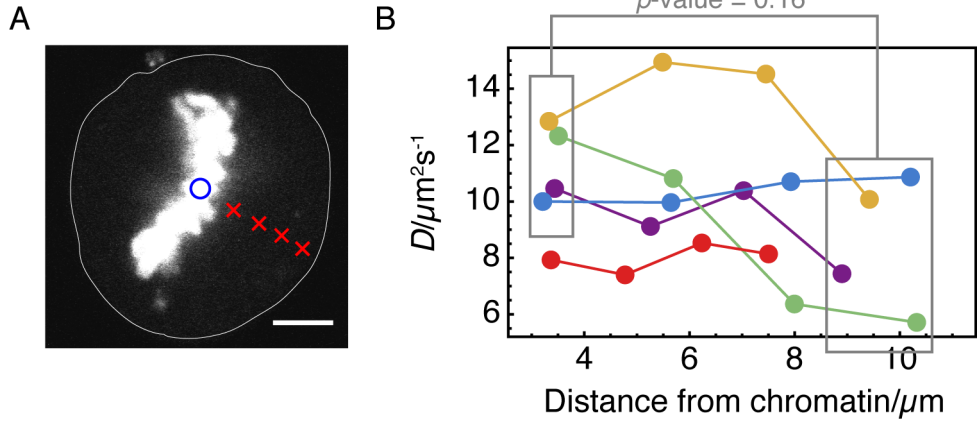 A
B
p-value = 0.16
D/μm²s⁻¹
14
12
10
8
6
4
6
8
10
Distance from chromatin/μm